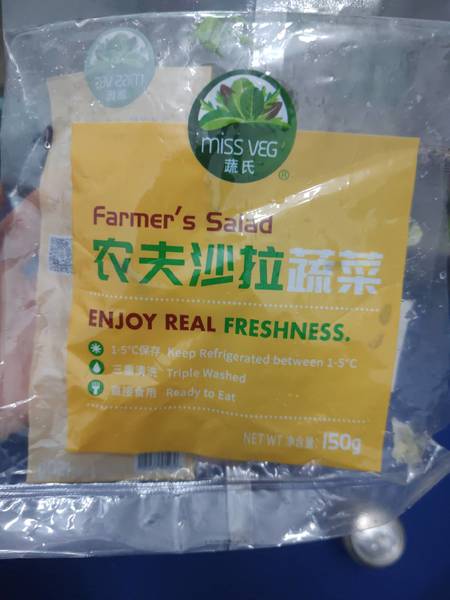 miss VEG
蔬氏
®
Farmer's Salad
农夫沙拉蔬菜
ENJOY REAL FRESHNESS.
1-5℃保存 Keep Refrigerated between 1-5℃
三重清洗 Triple Washed
直接食用 Ready to Eat
NET WT 净含量: 150g